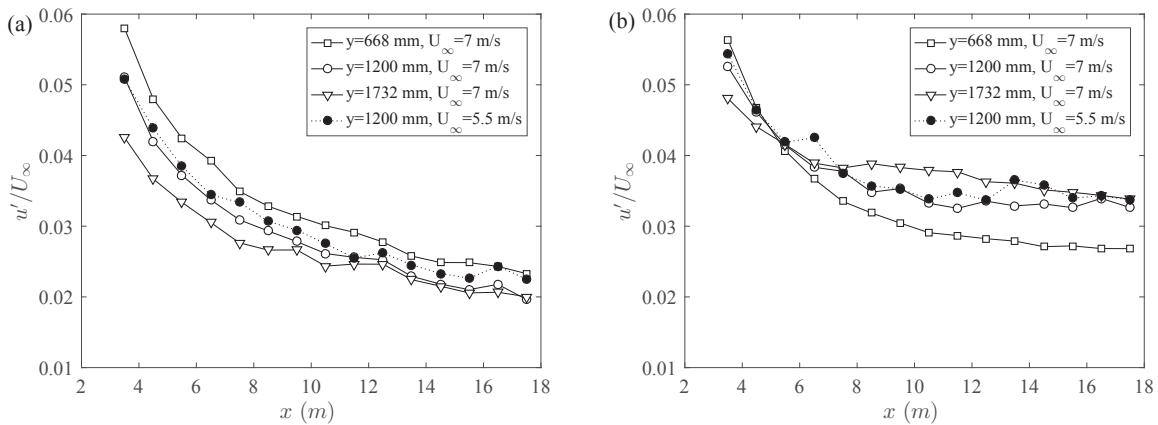 (a)
0.06
0.05
0.04
0.03
0.02
0.01
u′/U∞
2 4 6 8 10 12 14 16 18
x (m)
y=668 mm, U∞=7 m/s
y=1200 mm, U∞=7 m/s
y=1732 mm, U∞=7 m/s
y=1200 mm, U∞=5.5 m/s
(b)
0.06
0.05
0.04
0.03
0.02
0.01
u′/U∞
2 4 6 8 10 12 14 16 18
x (m)
y=668 mm, U∞=7 m/s
y=1200 mm, U∞=7 m/s
y=1732 mm, U∞=7 m/s
y=1200 mm, U∞=5.5 m/s